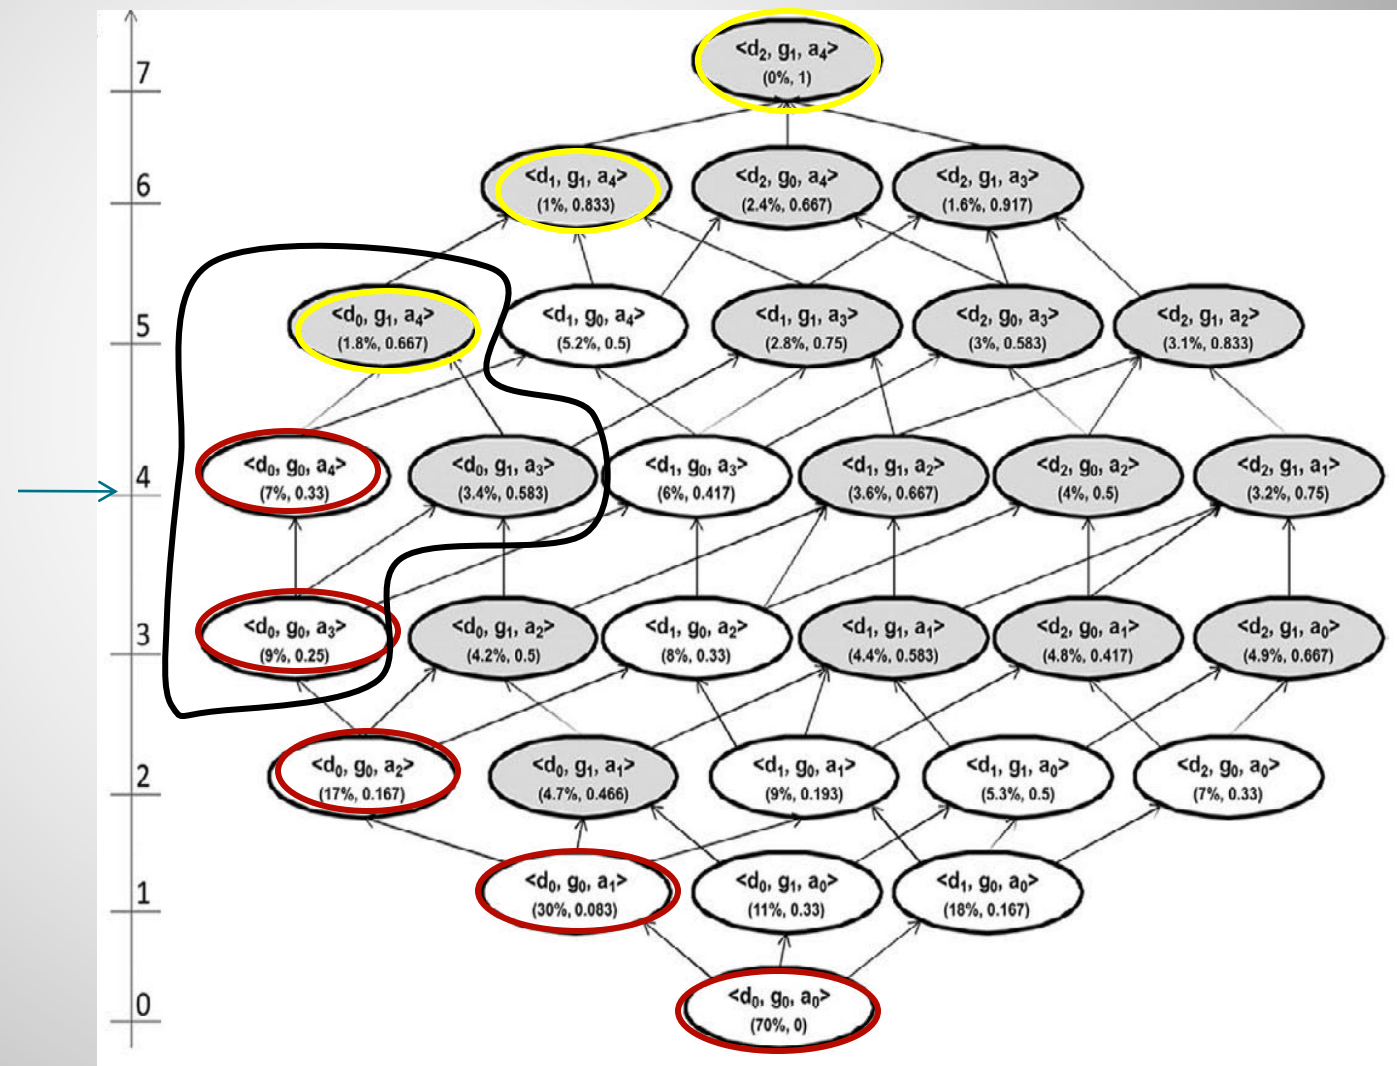 7
<d₂, g₁, a₄>
(0%, 1)
6
<d₁, g₁, a₄>
(1%, 0.833)
<d₂, g₀, a₄>
(2.4%, 0.667)
<d₂, g₁, a₃>
(1.6%, 0.917)
5
<d₀, g₁, a₄>
(1.8%, 0.667)
<d₁, g₀, a₄>
(5.2%, 0.5)
<d₁, g₁, a₃>
(2.8%, 0.75)
<d₂, g₀, a₃>
(3%, 0.583)
<d₂, g₁, a₂>
(3.1%, 0.833)
4
<d₀, g₀, a₄>
(7%, 0.33)
<d₀, g₁, a₃>
(3.4%, 0.583)
<d₁, g₀, a₃>
(6%, 0.417)
<d₁, g₁, a₂>
(3.6%, 0.667)
<d₂, g₀, a₂>
(4%, 0.5)
<d₂, g₁, a₁>
(3.2%, 0.75)
3
<d₀, g₀, a₃>
(9%, 0.25)
<d₀, g₁, a₂>
(4.2%, 0.5)
<d₁, g₀, a₂>
(8%, 0.33)
<d₁, g₁, a₁>
(4.4%, 0.583)
<d₂, g₀, a₁>
(4.8%, 0.417)
<d₂, g₁, a₀>
(4.9%, 0.667)
2
<d₀, g₀, a₂>
(17%, 0.167)
<d₀, g₁, a₁>
(4.7%, 0.466)
<d₁, g₀, a₁>
(9%, 0.193)
<d₁, g₁, a₀>
(5.3%, 0.5)
<d₂, g₀, a₀>
(7%, 0.33)
1
<d₀, g₀, a₁>
(30%, 0.083)
<d₀, g₁, a₀>
(11%, 0.33)
<d₁, g₀, a₀>
(18%, 0.167)
0
<d₀, g₀, a₀>
(70%, 0)